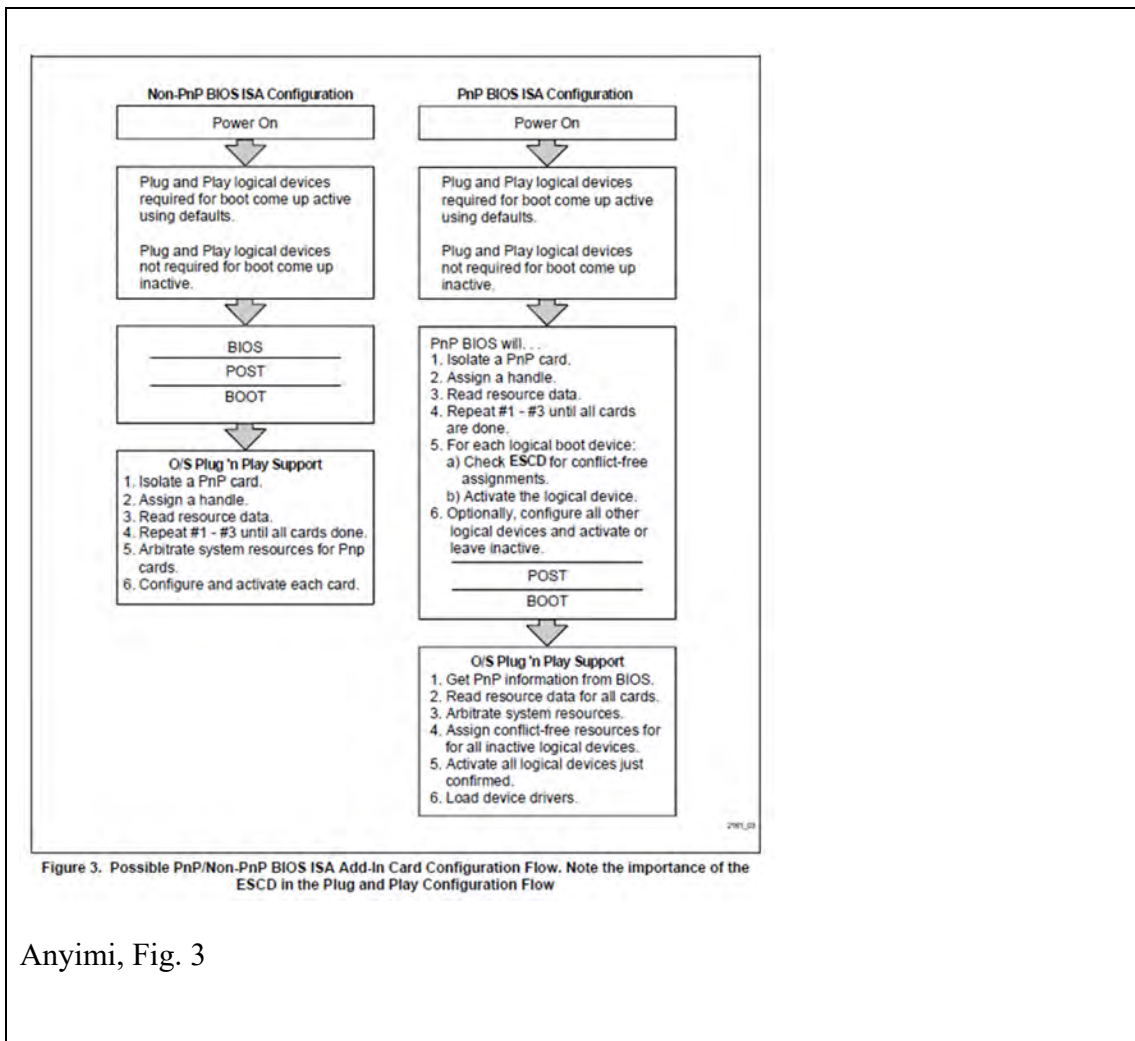 Non-PnP BIOS ISA Configuration
Power On
Plug and Play logical devices
required for boot come up active
using defaults.
Plug and Play logical devices
not required for boot come up
inactive.
BIOS
POST
BOOT
O/S Plug 'n Play Support
1. Isolate a PnP card.
2. Assign a handle.
3. Read resource data.
4. Repeat #1 - #3 until all cards done.
5. Arbitrate system resources for Pnp
cards.
6. Configure and activate each card.
PnP BIOS ISA Configuration
Power On
Plug and Play logical devices
required for boot come up active
using defaults.
Plug and Play logical devices
not required for boot come up
inactive.
PnP BIOS will. . .
1. Isolate a PnP card.
2. Assign a handle.
3. Read resource data.
4. Repeat #1 - #3 until all cards
are done.
5. For each logical boot device:
a) Check ESCD for conflict-free
assignments.
b) Activate the logical device.
6. Optionally, configure all other
logical devices and activate or
leave inactive.
POST
BOOT
O/S Plug 'n Play Support
1. Get PnP information from BIOS.
2. Read resource data for all cards.
3. Arbitrate system resources.
4. Assign conflict-free resources for
for all inactive logical devices.
5. Activate all logical devices just
confirmed.
6. Load device drivers.
Figure 3. Possible PnP/Non-PnP BIOS ISA Add-In Card Configuration Flow. Note the importance of the
ESCD in the Plug and Play Configuration Flow
Anyimi, Fig. 3